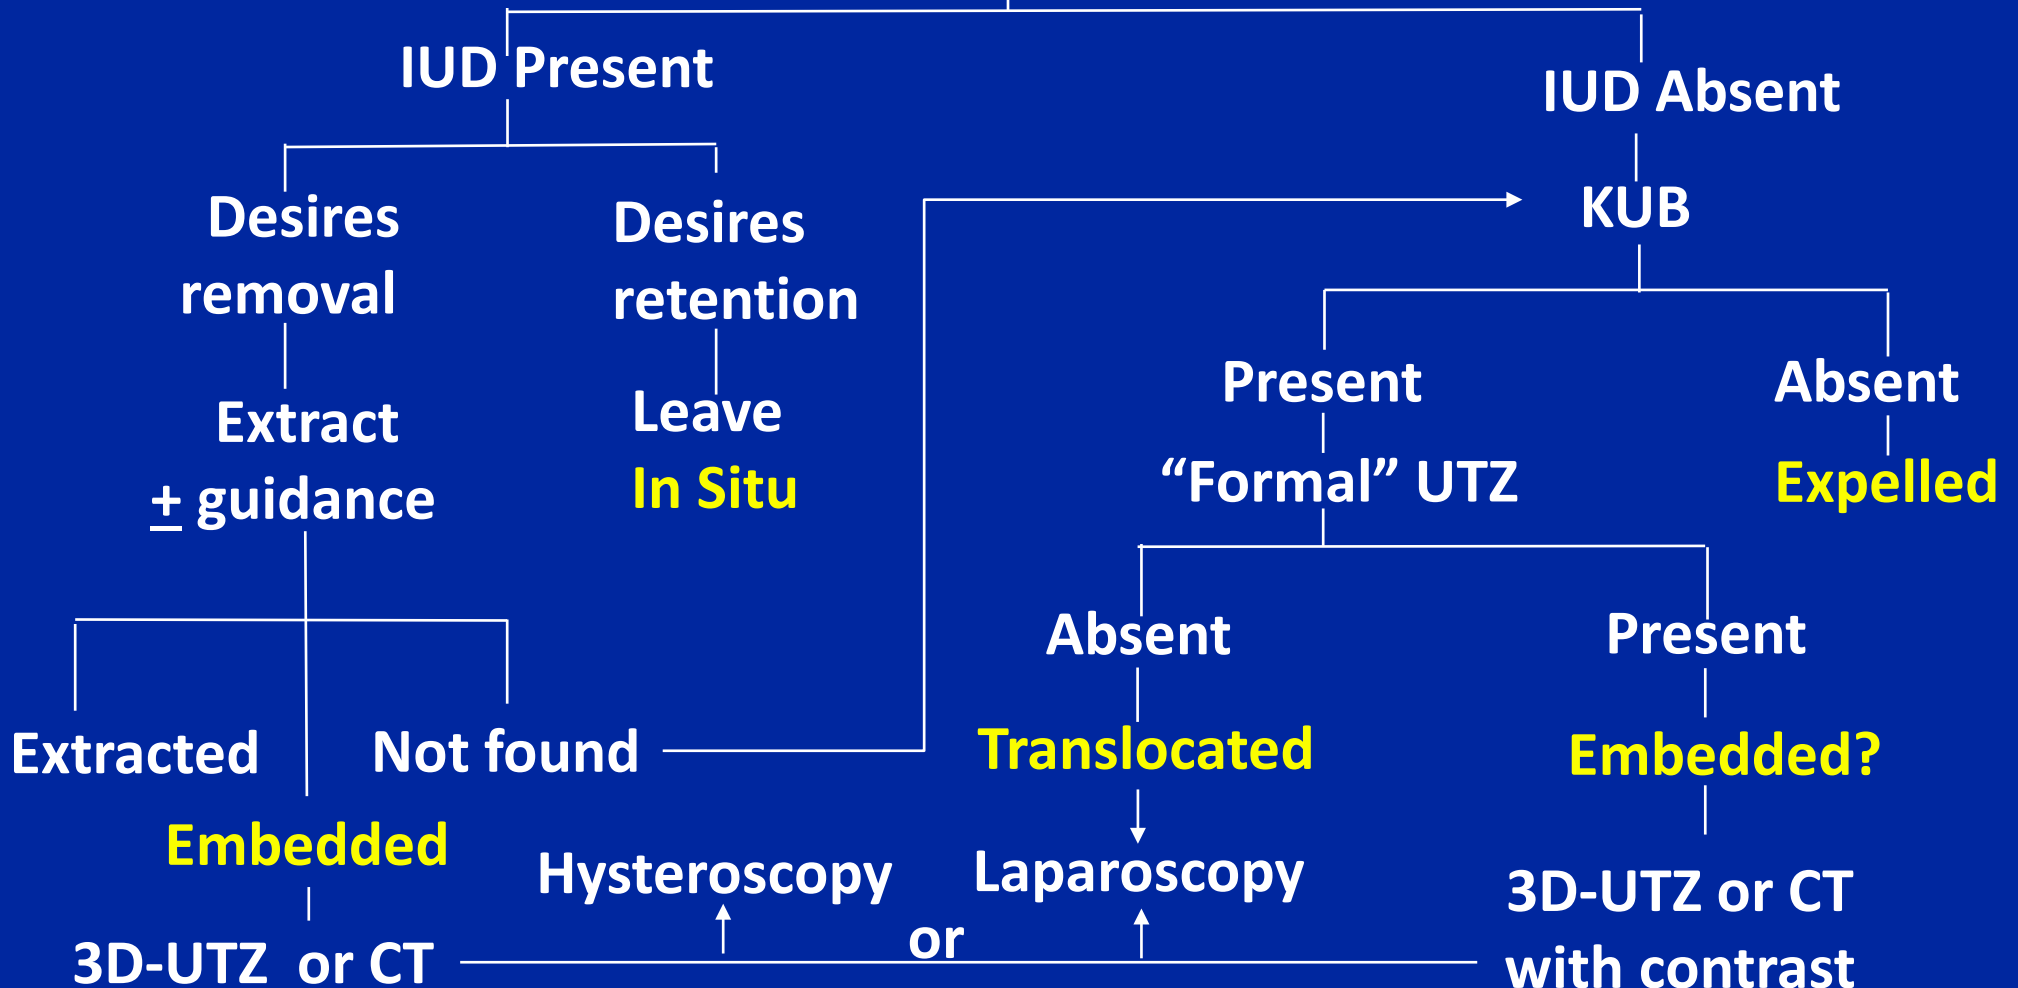 IUD Present
IUD Absent
Desires
removal
Desires
retention
KUB
Extract
± guidance
Leave
In Situ
Present
Absent
“Formal” UTZ
Expelled
Absent
Present
Extracted
Not found
Translocated
Embedded?
Embedded
Hysteroscopy
Laparoscopy
or
3D-UTZ or CT
with contrast
3D-UTZ or CT